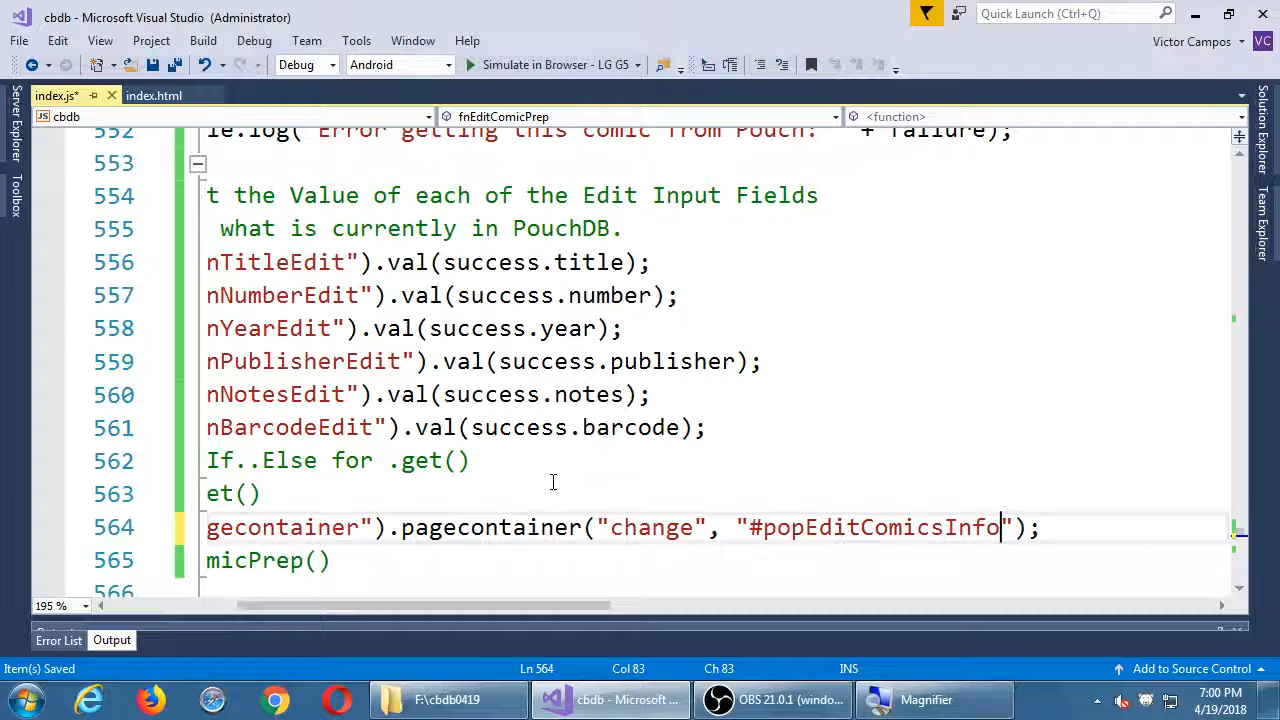 cbdb - Microsoft Visual Studio (Administrator)
Quick Launch (Ctrl+Q)
File Edit View Project Build Debug Team Tools Window Help
Victor Campos VC
Debug Android Simulate in Browser - LG G5
index.js* index.html
cbdb fnEditComicPrep <function>
Server Explorer
Toolbox
Solution Explorer
Team Explorer
552 le.log("Error getting this comic from Pouch: " + failure);
553
554 t the Value of each of the Edit Input Fields
555 what is currently in PouchDB.
556 nTitleEdit").val(success.title);
557 nNumberEdit").val(success.number);
558 nYearEdit").val(success.year);
559 nPublisherEdit").val(success.publisher);
560 nNotesEdit").val(success.notes);
561 nBarcodeEdit").val(success.barcode);
562 If..Else for .get()
563 et()
564 gecontainer").pagecontainer("change", "#popEditComicsInfo");
565 micPrep()
566
195 %
Error List Output
Item(s) Saved Ln 564 Col 83 Ch 83 INS Add to Source Control
F:\cbdb0419 cbdb - Microsoft ... OBS 21.0.1 (windo... Magnifier
7:00 PM
4/19/2018